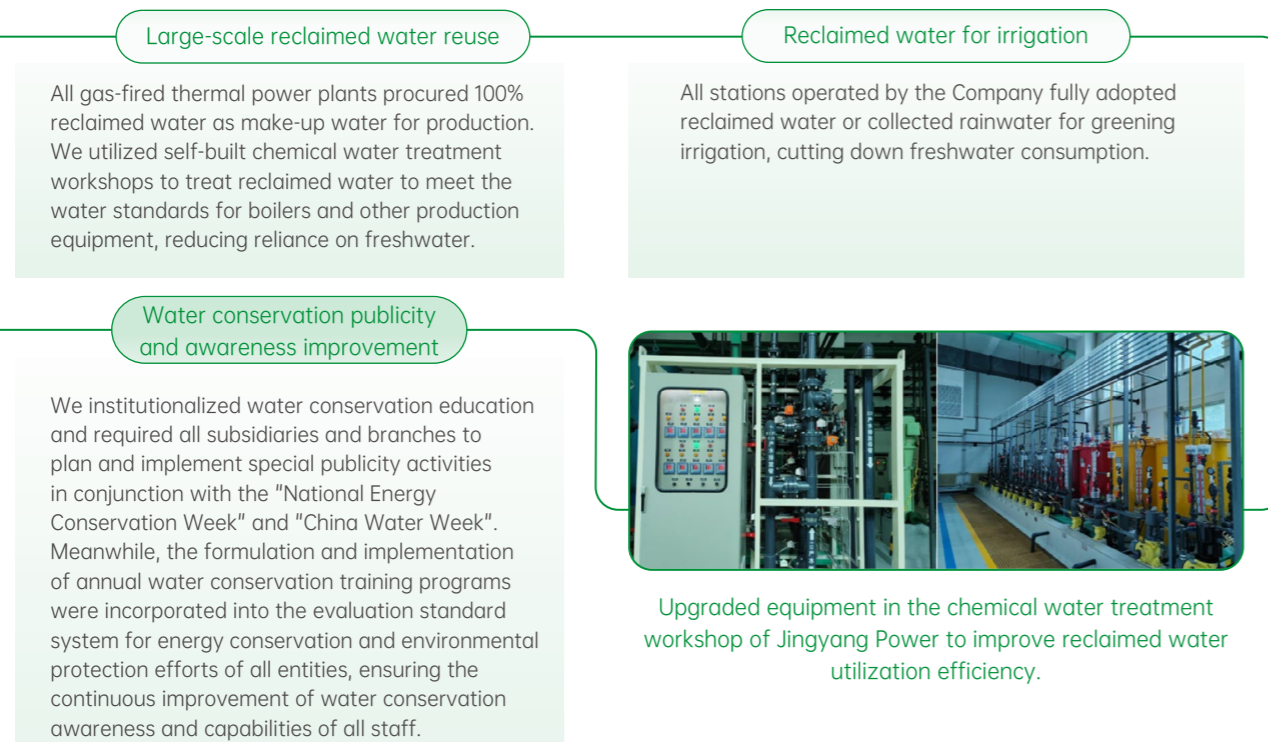 Large-scale reclaimed water reuse
All gas-fired thermal power plants procured 100%
reclaimed water as make-up water for production.
We utilized self-built chemical water treatment
workshops to treat reclaimed water to meet the
water standards for boilers and other production
equipment, reducing reliance on freshwater.
Reclaimed water for irrigation
All stations operated by the Company fully adopted
reclaimed water or collected rainwater for greening
irrigation, cutting down freshwater consumption.
Water conservation publicity
and awareness improvement
We institutionalized water conservation education
and required all subsidiaries and branches to
plan and implement special publicity activities
in conjunction with the "National Energy
Conservation Week" and "China Water Week".
Meanwhile, the formulation and implementation
of annual water conservation training programs
were incorporated into the evaluation standard
system for energy conservation and environmental
protection efforts of all entities, ensuring the
continuous improvement of water conservation
awareness and capabilities of all staff.
Upgraded equipment in the chemical water treatment
workshop of Jingyang Power to improve reclaimed water
utilization efficiency.